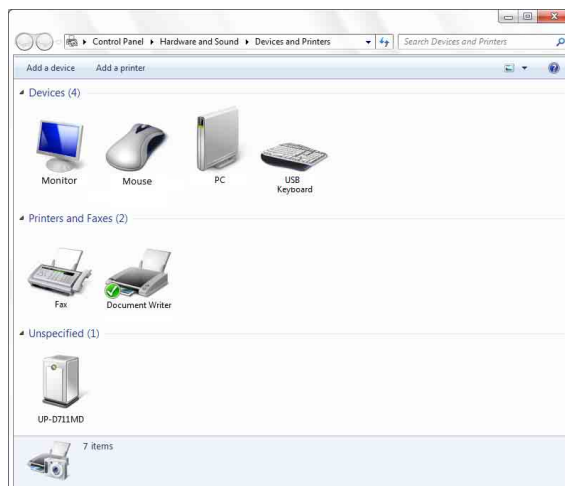 Control Panel Hardware and Sound Devices and Printers Search Devices and Printers
Add a device Add a printer
Devices (4)
Monitor Mouse PC USB
Keyboard
Printers and Faxes (2)
Fax Document Writer
Unspecified (1)
UP-D711MD
7 items